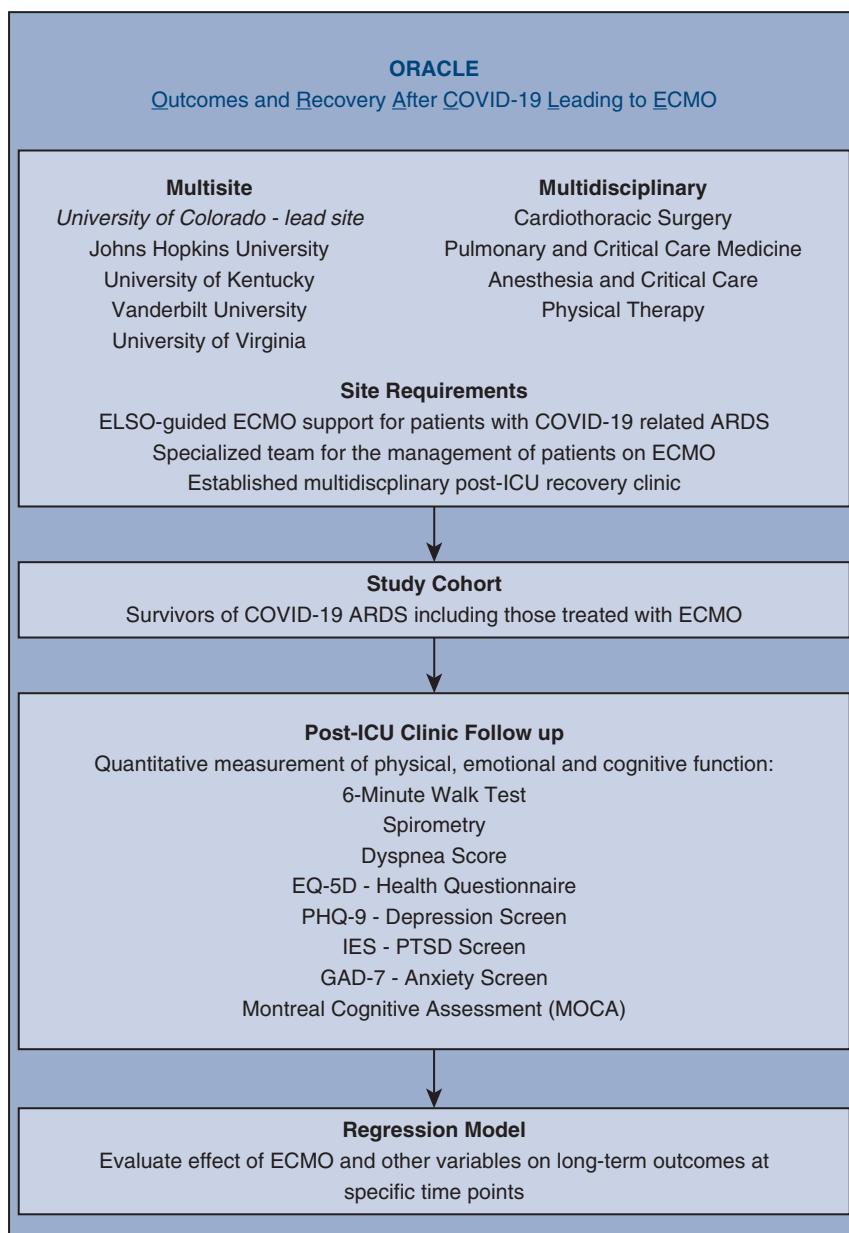 ORACLE
Outcomes and Recovery After COVID-19 Leading to ECMO
Multisite
University of Colorado - lead site
Johns Hopkins University
University of Kentucky
Vanderbilt University
University of Virginia
Multidisciplinary
Cardiothoracic Surgery
Pulmonary and Critical Care Medicine
Anesthesia and Critical Care
Physical Therapy
Site Requirements
ELSO-guided ECMO support for patients with COVID-19 related ARDS
Specialized team for the management of patients on ECMO
Established multidiscplinary post-ICU recovery clinic
Study Cohort
Survivors of COVID-19 ARDS including those treated with ECMO
Post-ICU Clinic Follow up
Quantitative measurement of physical, emotional and cognitive function:
6-Minute Walk Test
Spirometry
Dyspnea Score
EQ-5D - Health Questionnaire
PHQ-9 - Depression Screen
IES - PTSD Screen
GAD-7 - Anxiety Screen
Montreal Cognitive Assessment (MOCA)
Regression Model
Evaluate effect of ECMO and other variables on long-term outcomes at
specific time points